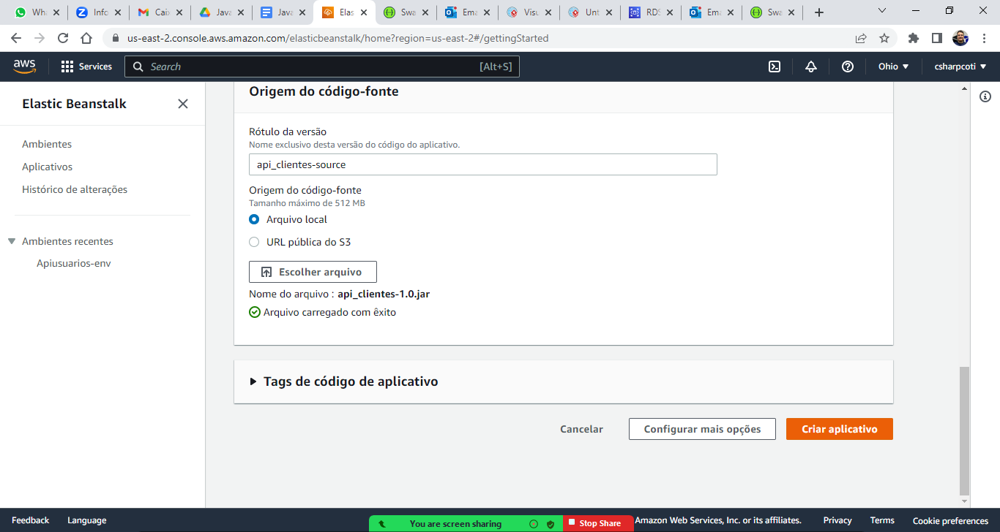 Wha
Info
Caix
Java
Java
Elas
Swa
Ema
Visu
Unt
RDS
Ema
Swa
us-east-2.console.aws.amazon.com/elasticbeanstalk/home?region=us-east-2#/gettingStarted
aws
Services
Search
[Alt+S]
Ohio
csharpcoti
Elastic Beanstalk
Ambientes
Aplicativos
Histórico de alterações
Ambientes recentes
Apiusuarios-env
Origem do código-fonte
Rótulo da versão
Nome exclusivo desta versão do código do aplicativo.
api_clientes-source
Origem do código-fonte
Tamanho máximo de 512 MB
Arquivo local
URL pública do S3
Escolher arquivo
Nome do arquivo : api_clientes-1.0.jar
Arquivo carregado com êxito
Tags de código de aplicativo
Cancelar
Configurar mais opções
Criar aplicativo
Feedback
Language
You are screen sharing
Stop Share
Amazon Web Services, Inc. or its affiliates.
Privacy
Terms
Cookie preferences